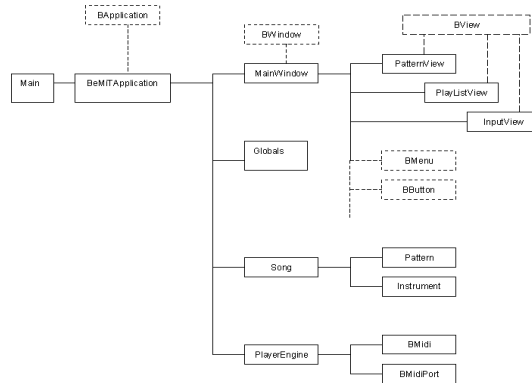 BApplication
BWindow
BView
Main
BeMITApplication
MainWindow
PatternView
PlayListView
InputView
Globals
BMenu
BButton
Song
Pattern
Instrument
PlayerEngine
BMidi
BMidiPort